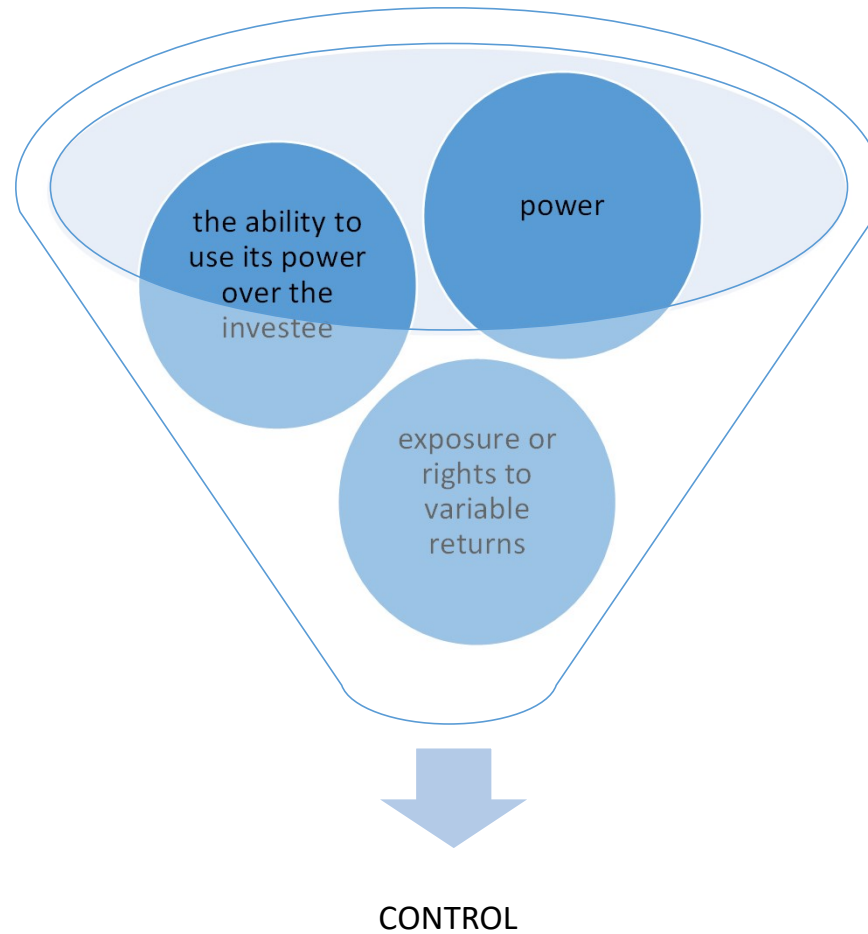 the ability to
use its power
over the
investee
power
exposure or
rights to
variable
returns
CONTROL